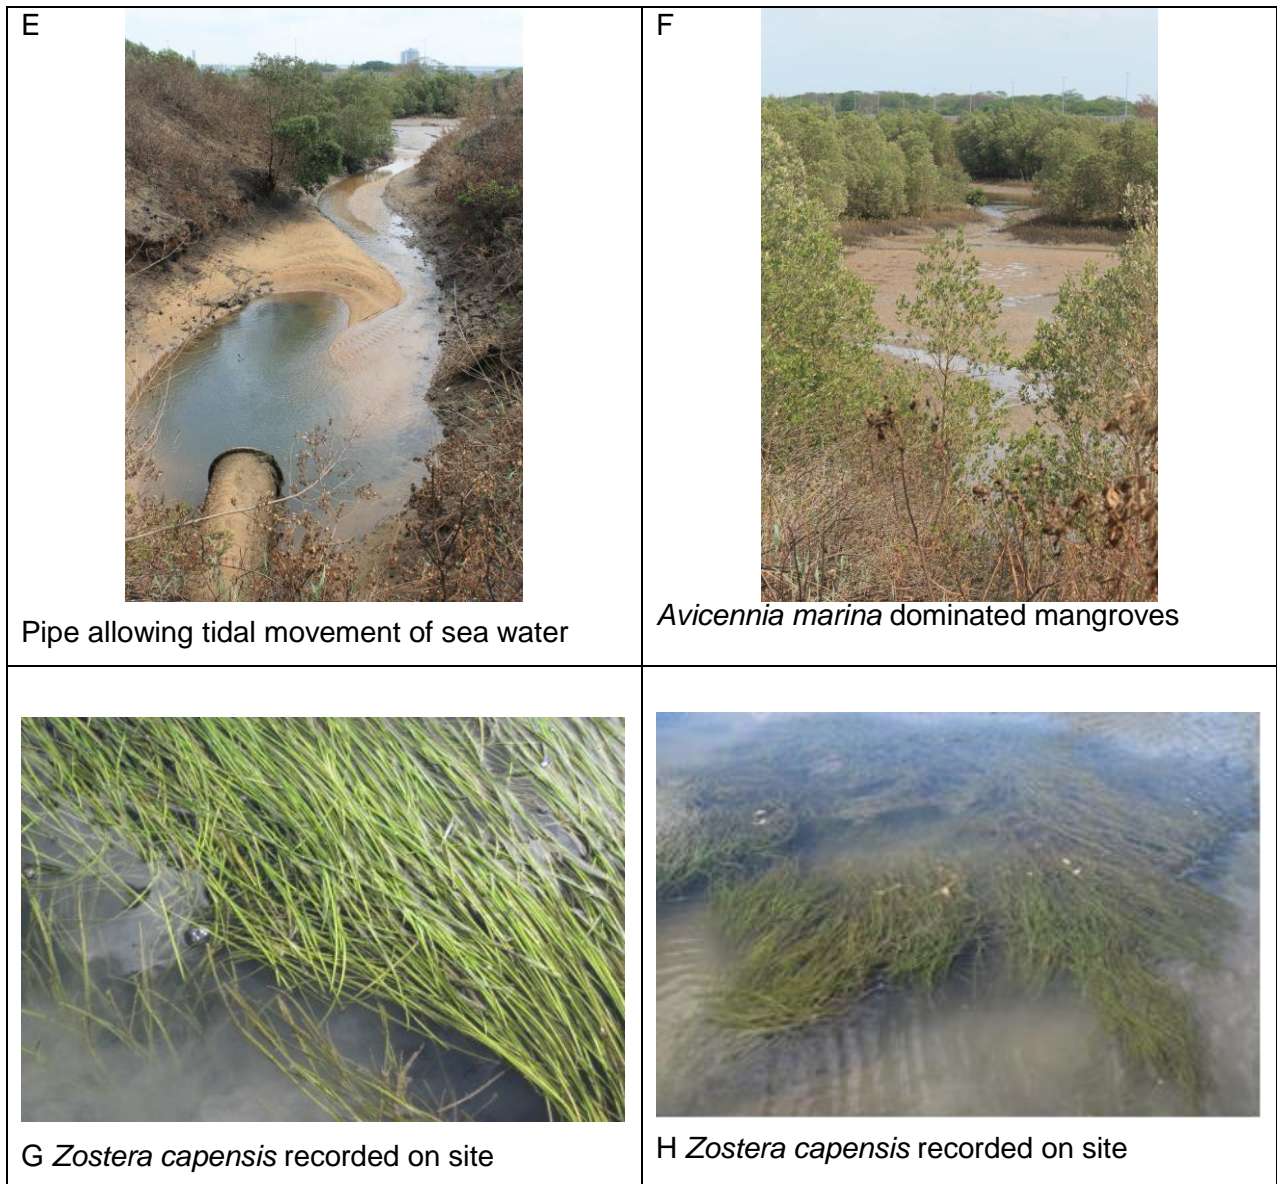 E
F
Pipe allowing tidal movement of sea water
Avicennia marina dominated mangroves
G Zostera capensis recorded on site
H Zostera capensis recorded on site